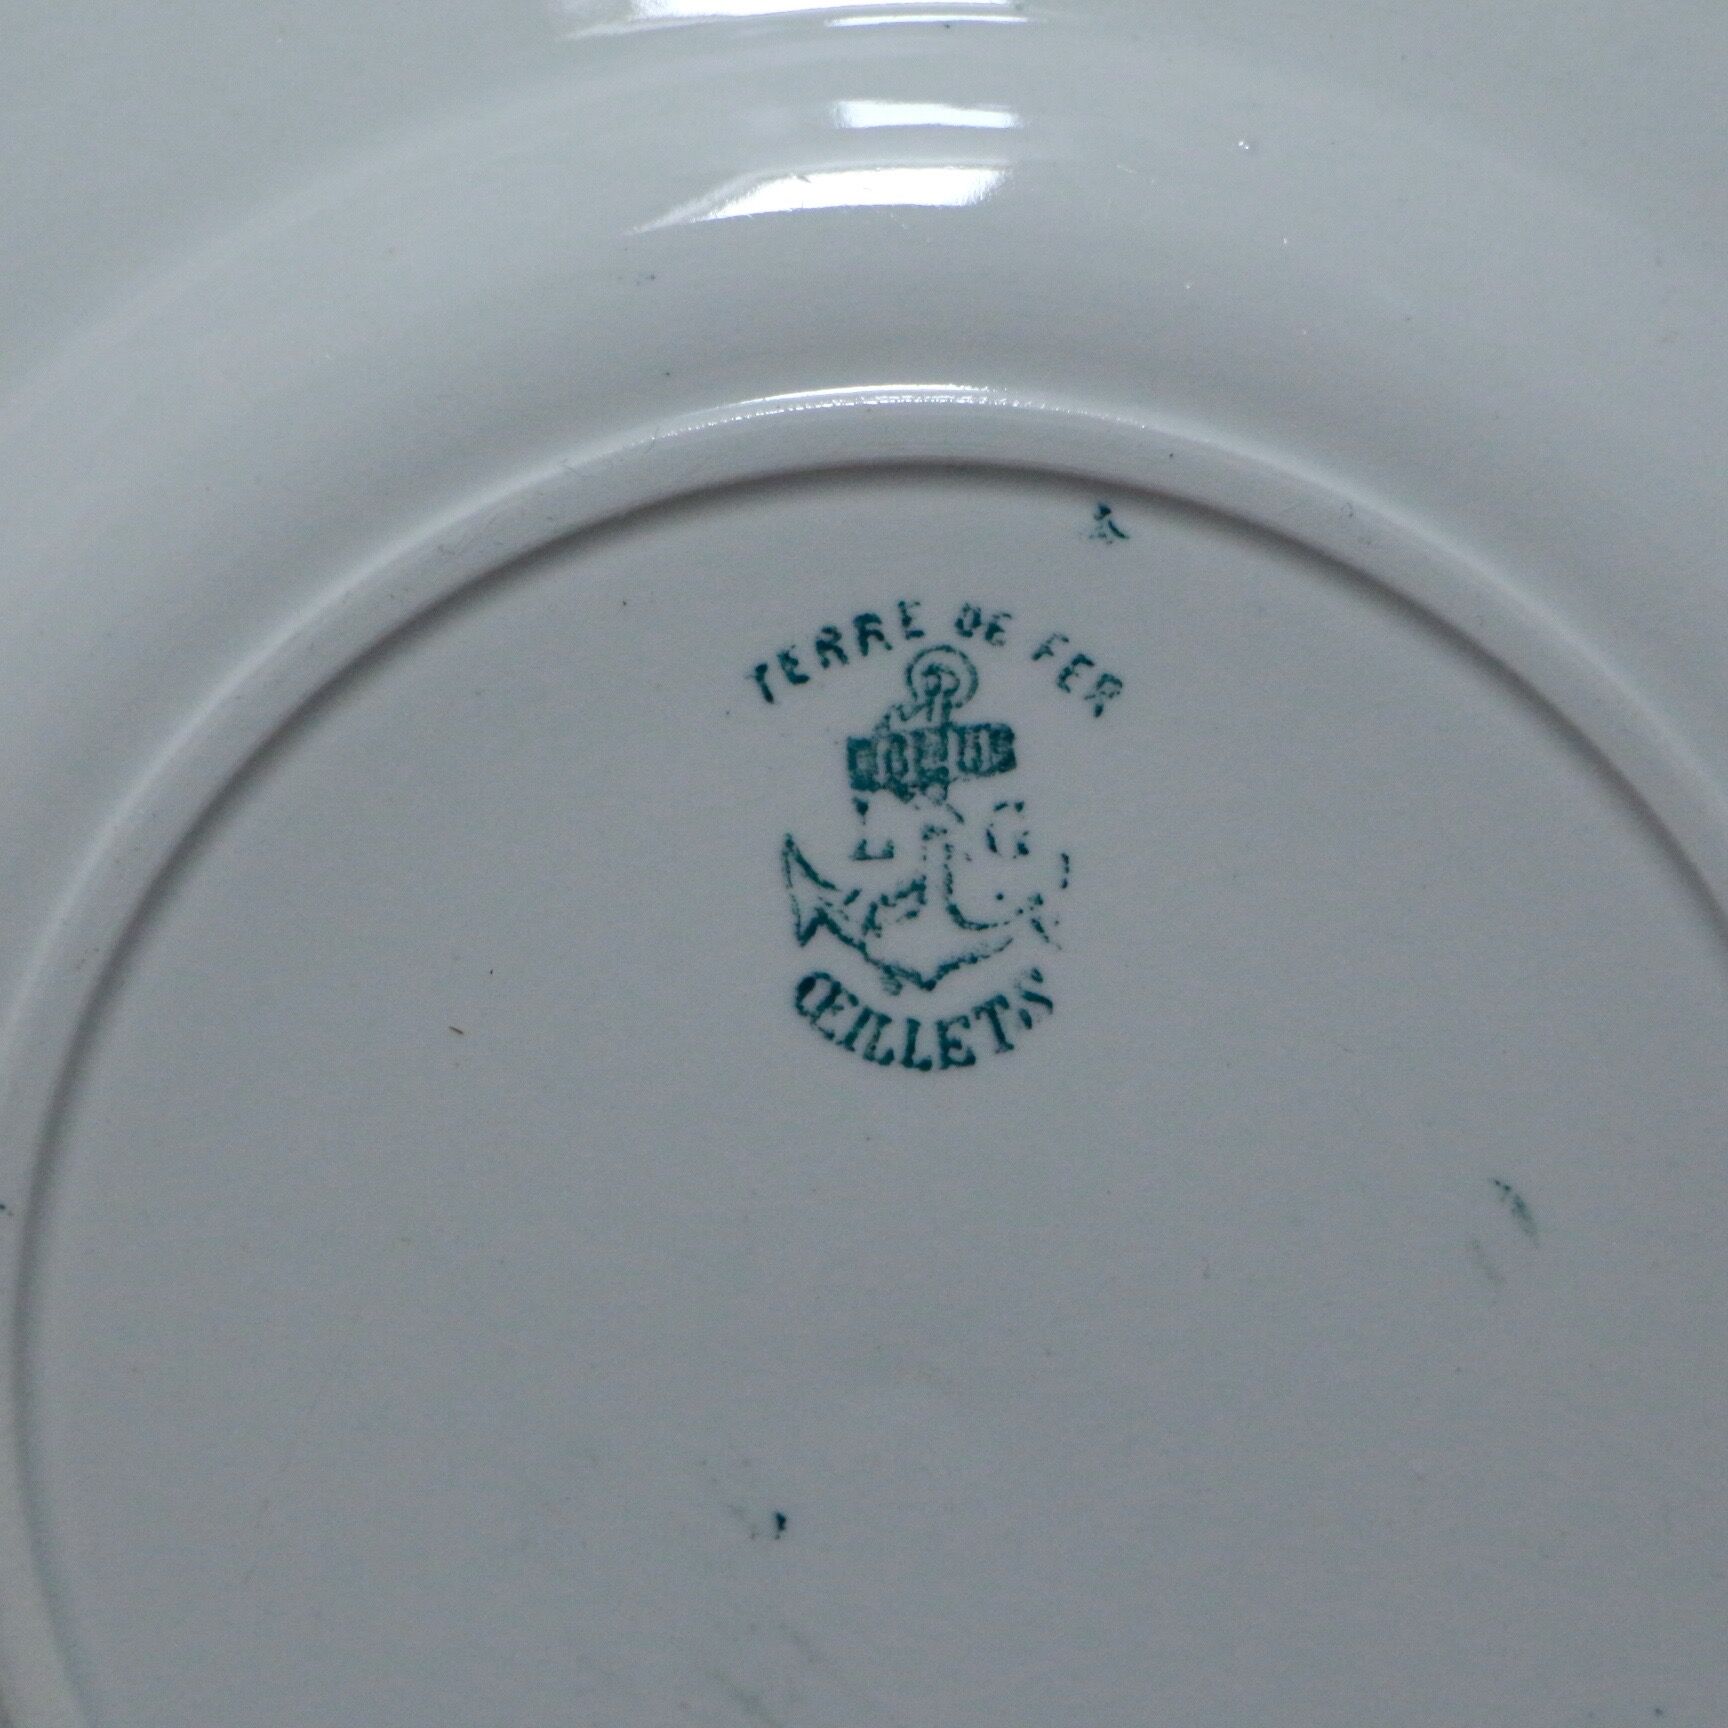 TERRE DE FER
L G
ŒILLETS